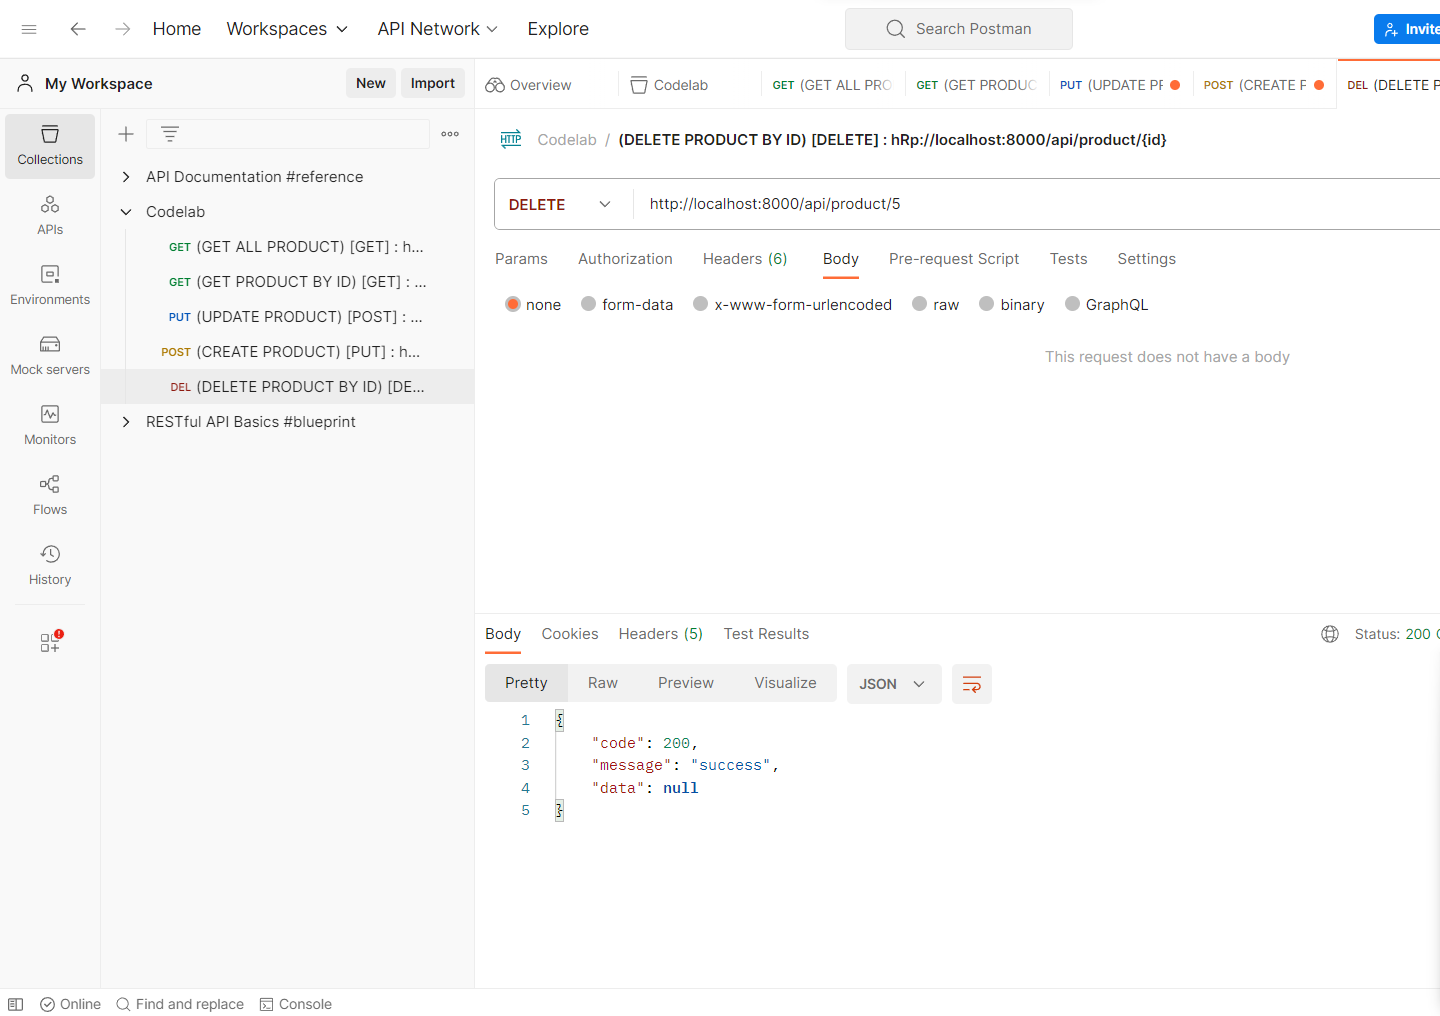 Home Workspaces API Network Explore Search Postman Invite
My Workspace New Import Overview Codelab GET (GET ALL PRO GET (GET PRODUC PUT (UPDATE PF POST (CREATE F DEL (DELETE P
HTTP Codelab / (DELETE PRODUCT BY ID) [DELETE] : hRp://localhost:8000/api/product/{id}
DELETE http://localhost:8000/api/product/5
Params Authorization Headers (6) Body Pre-request Script Tests Settings
none form-data x-www-form-urlencoded raw binary GraphQL
This request does not have a body
Collections
APIs
Environments
Mock servers
Monitors
Flows
History
API Documentation #reference
Codelab
GET (GET ALL PRODUCT) [GET] : h...
GET (GET PRODUCT BY ID) [GET] : ...
PUT (UPDATE PRODUCT) [POST] : ...
POST (CREATE PRODUCT) [PUT] : h...
DEL (DELETE PRODUCT BY ID) [DE...
RESTful API Basics #blueprint
Body Cookies Headers (5) Test Results Status: 200
Pretty Raw Preview Visualize JSON
1 {
2 "code": 200,
3 "message": "success",
4 "data": null
5 }
Online Find and replace Console